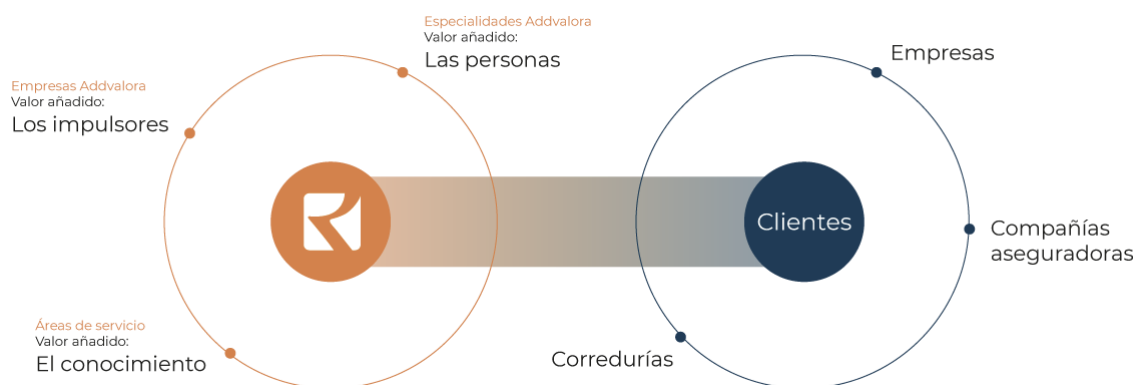 Especialidades Addvalora
Valor añadido:
Las personas
Empresas Addvalora
Valor añadido:
Los impulsores
Áreas de servicio
Valor añadido:
El conocimiento
Clientes
Empresas
Compañías
aseguradoras
Corredurías